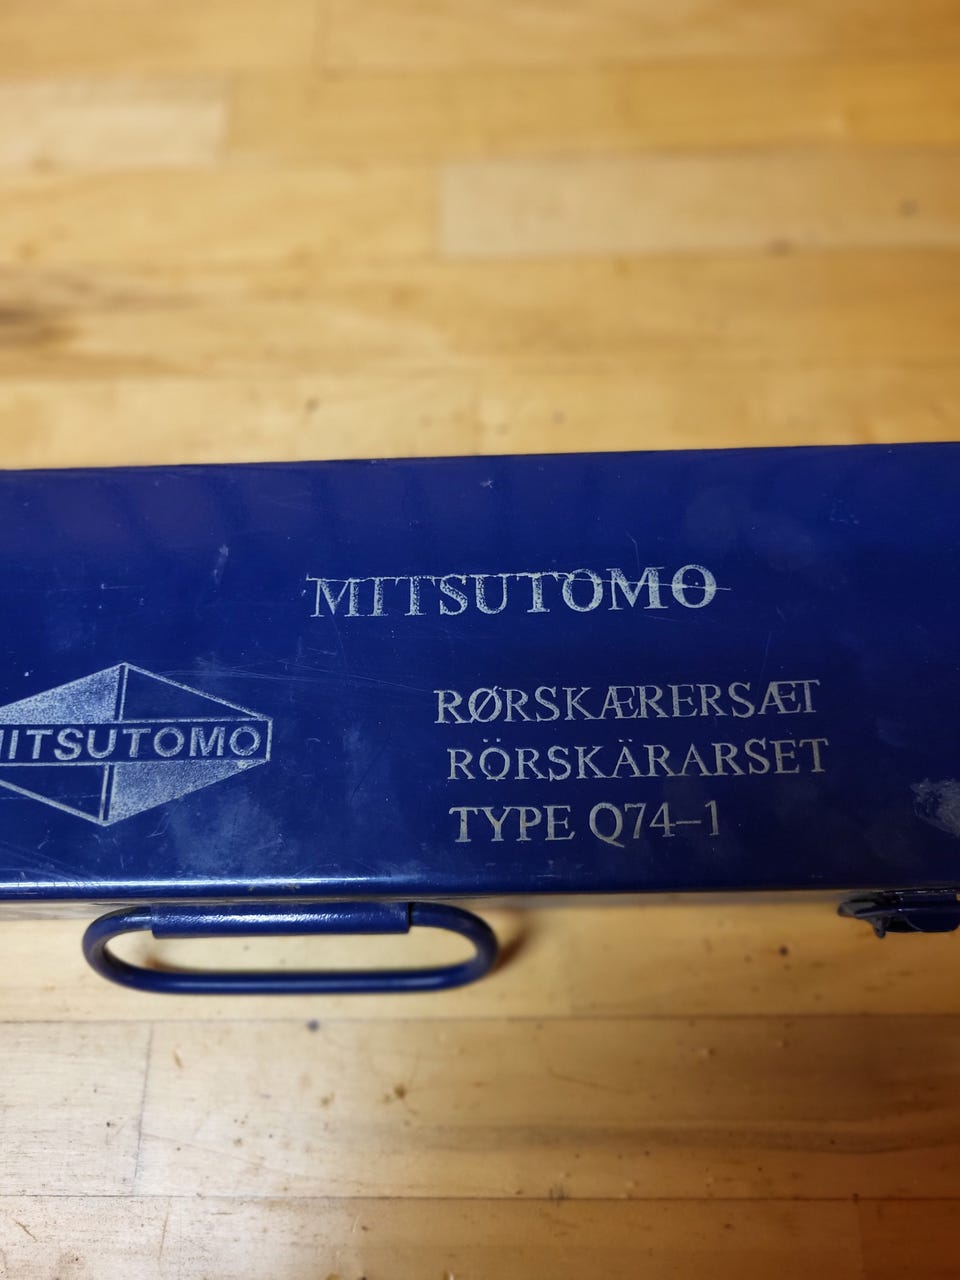 MITSUTOMO
RØRSKÆRERSÆT
RÖRSKÄRARSET
TYPE Q74–1
MITSUTOMO